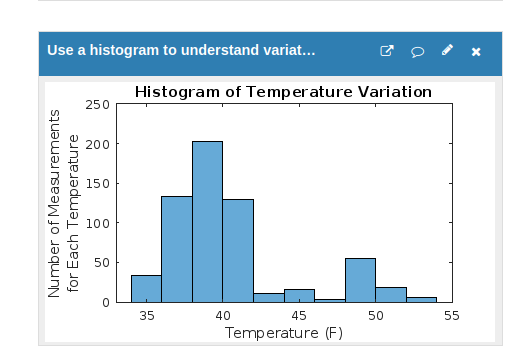 Use a histogram to understand variat...
Histogram of Temperature Variation
Number of Measurements
for Each Temperature
250
200
150
100
50
0
35 40 45 50 55
Temperature (F)